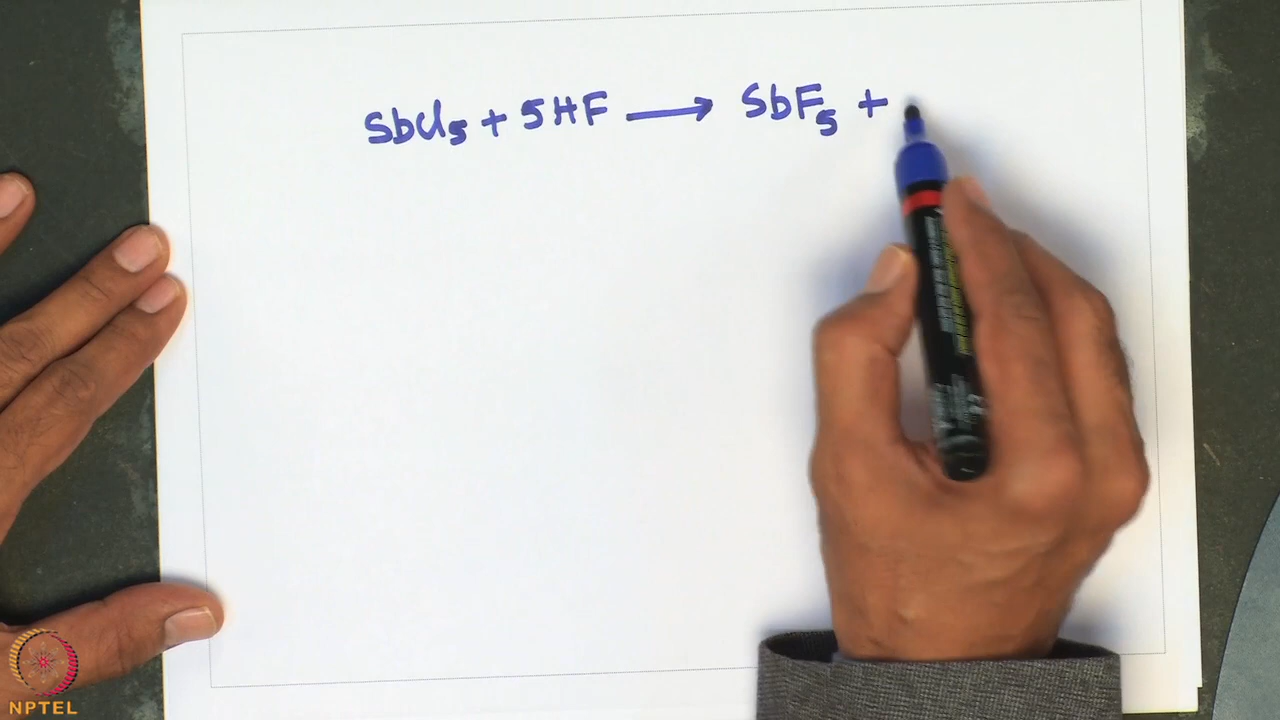 SbCl₅ + 5HF ⟶ SbF₅ +
NPTEL